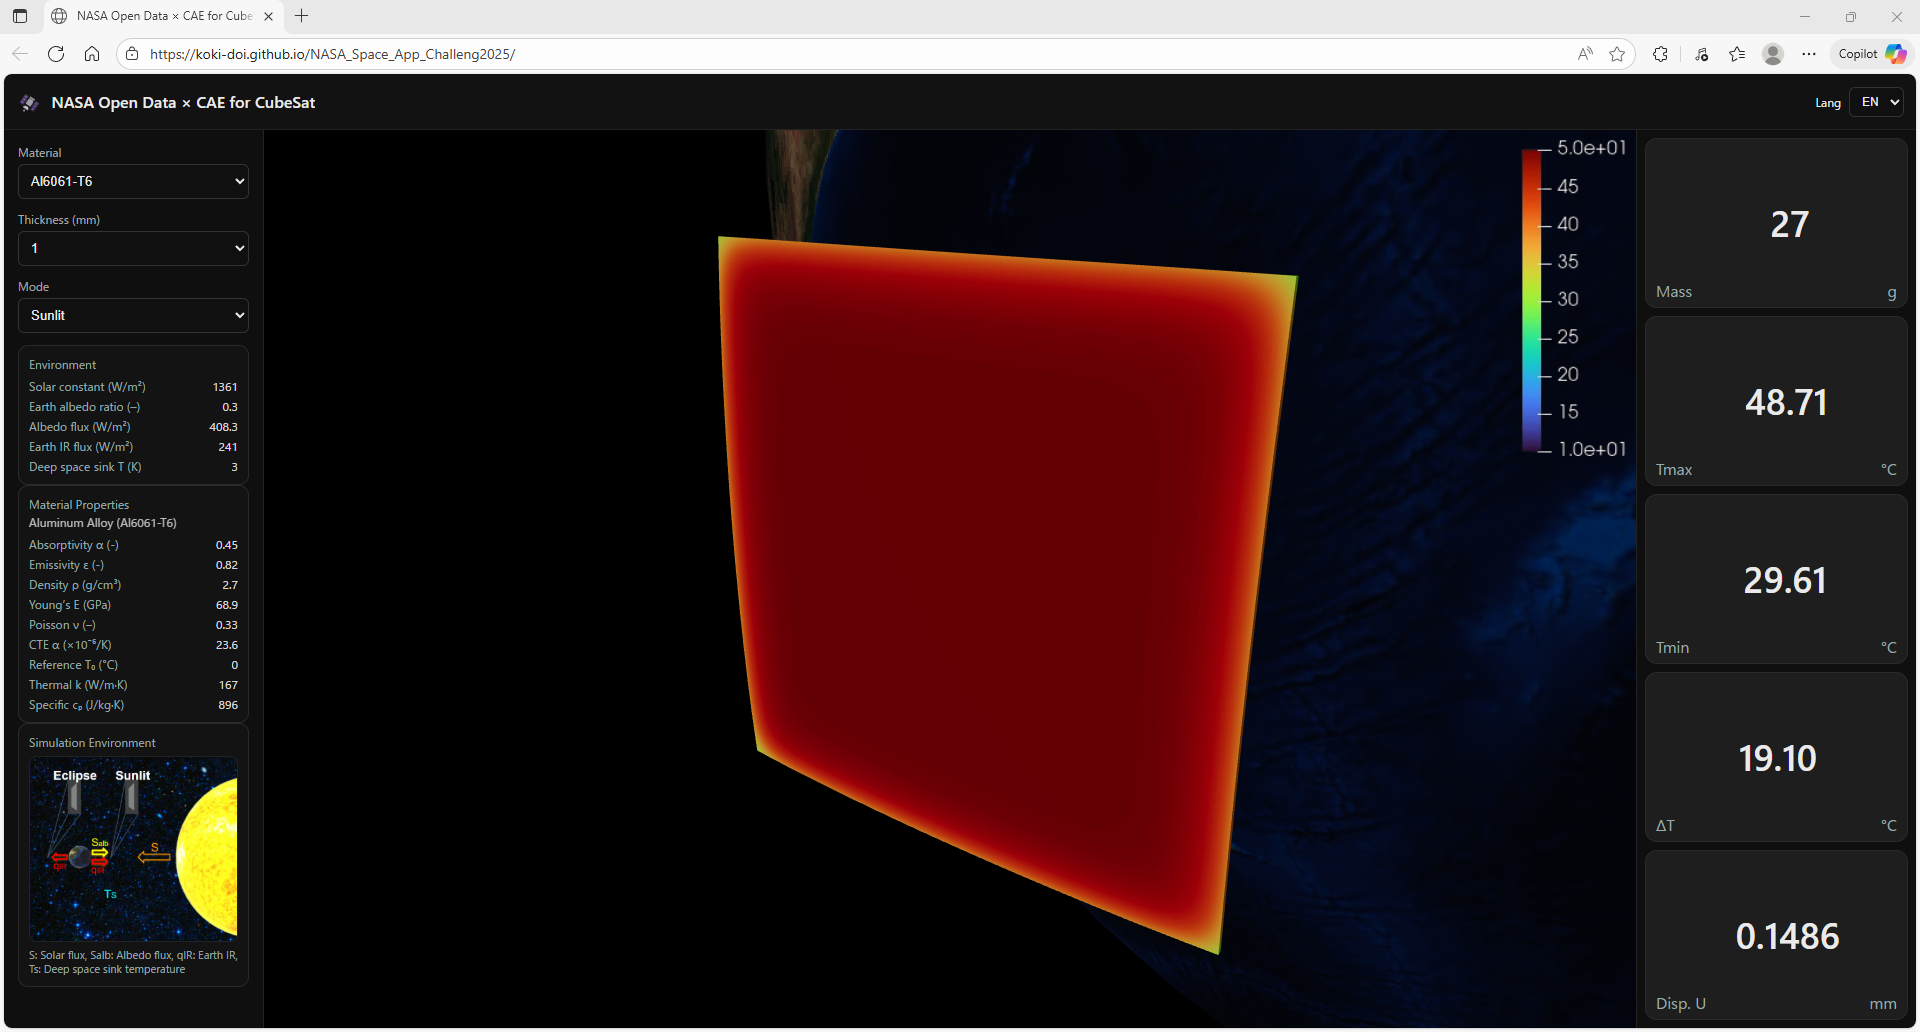 NASA Open Data × CAE for Cube
https://koki-doi.github.io/NASA_Space_App_Challeng2025/
Copilot
NASA Open Data × CAE for CubeSat
Lang EN
Material
Al6061-T6
Thickness (mm)
1
Mode
Sunlit
Environment
Solar constant (W/m²) 1361
Earth albedo ratio (–) 0.3
Albedo flux (W/m²) 408.3
Earth IR flux (W/m²) 241
Deep space sink T (K) 3
Material Properties
Aluminum Alloy (Al6061-T6)
Absorptivity α (-) 0.45
Emissivity ε (-) 0.82
Density ρ (g/cm³) 2.7
Young's E (GPa) 68.9
Poisson ν (–) 0.33
CTE α (×10⁻⁶/K) 23.6
Reference T₀ (°C) 0
Thermal k (W/m·K) 167
Specific cₚ (J/kg·K) 896
Simulation Environment
Eclipse Sunlit
Salb
S
qIR
qIR
Ts
S: Solar flux, Salb: Albedo flux, qIR: Earth IR,
Ts: Deep space sink temperature
5.0e+01
45
40
35
30
25
20
15
1.0e+01
27
Mass g
48.71
Tmax °C
29.61
Tmin °C
19.10
ΔT °C
0.1486
Disp. U mm